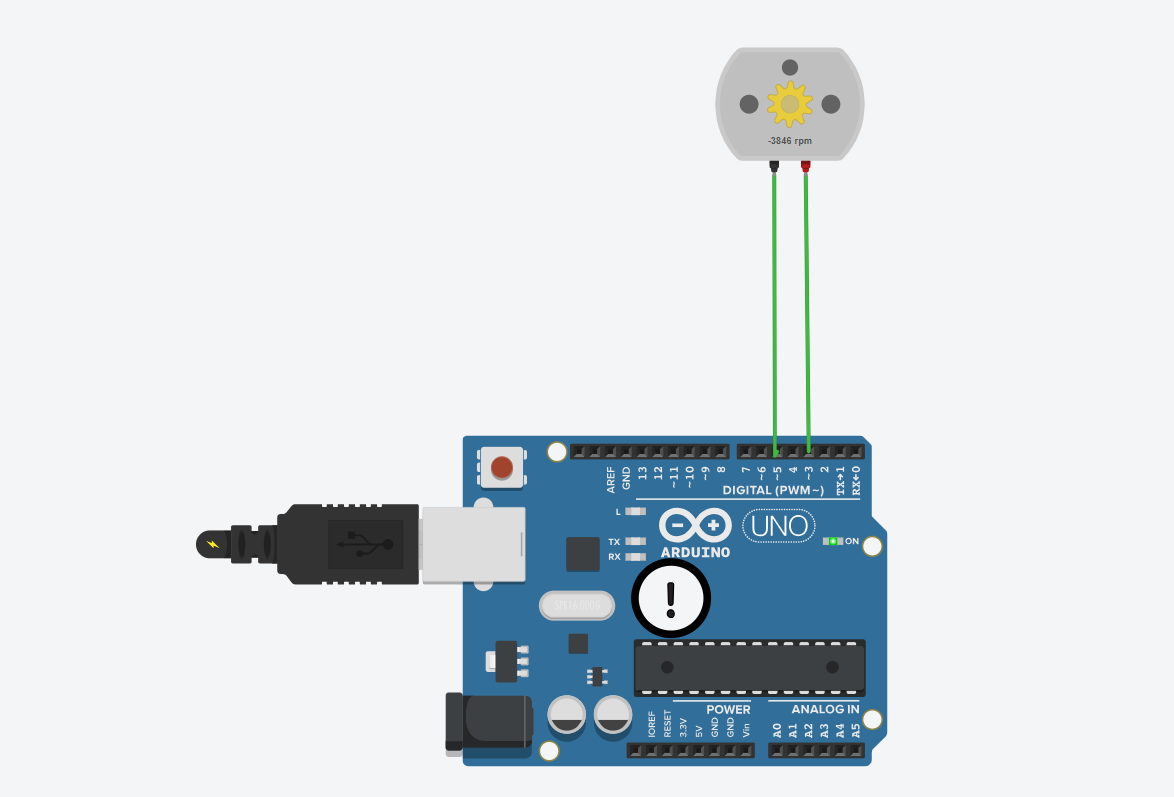 -3846 rpm
AREF
GND
13
12
~11
~10
~9
8
7
~6
~5
4
~3
2
TX→1
RX←0
DIGITAL (PWM~)
L
TX
RX
ARDUINO
UNO
ON
!
SPK16.000G
POWER
ANALOG IN
IOREF
RESET
3.3V
5V
GND
GND
Vin
A0
A1
A2
A3
A4
A5